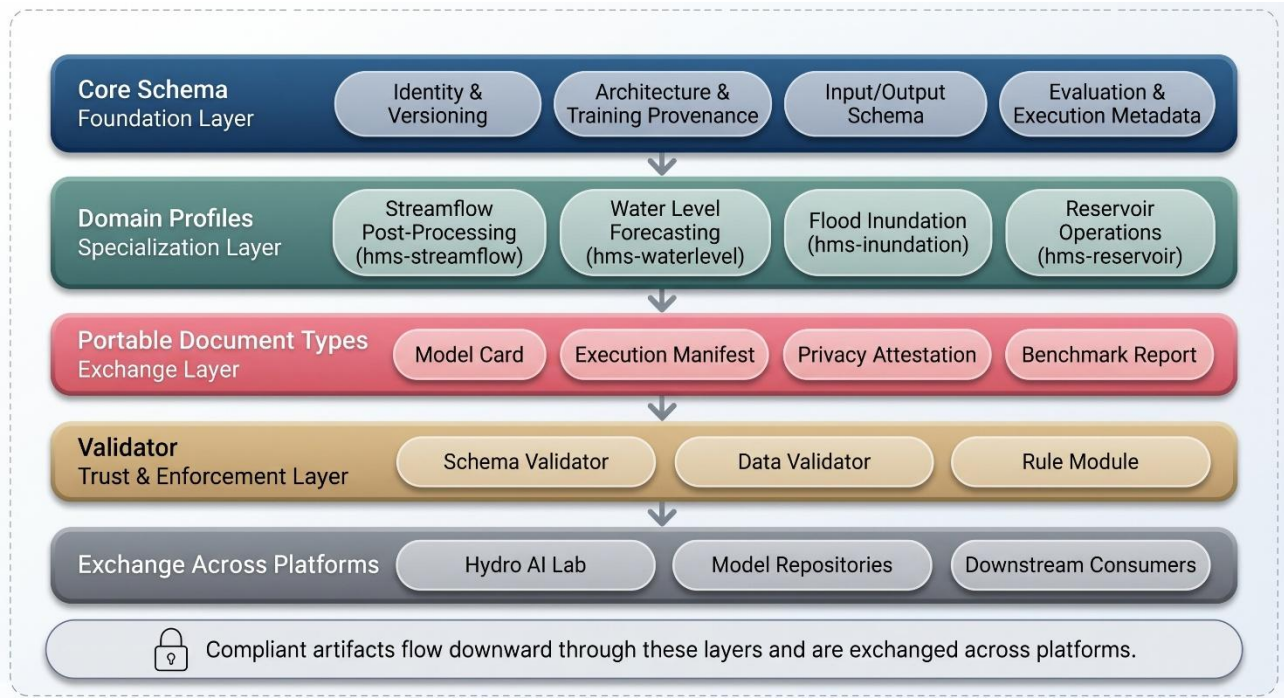 Core Schema
Foundation Layer
Identity &
Versioning
Architecture &
Training Provenance
Input/Output
Schema
Evaluation &
Execution Metadata
Domain Profiles
Specialization Layer
Streamflow
Post-Processing
(hms-streamflow)
Water Level
Forecasting
(hms-waterlevel)
Flood Inundation
(hms-inundation)
Reservoir
Operations
(hms-reservoir)
Portable Document Types
Exchange Layer
Model Card
Execution Manifest
Privacy Attestation
Benchmark Report
Validator
Trust & Enforcement Layer
Schema Validator
Data Validator
Rule Module
Exchange Across Platforms
Hydro AI Lab
Model Repositories
Downstream Consumers
Compliant artifacts flow downward through these layers and are exchanged across platforms.